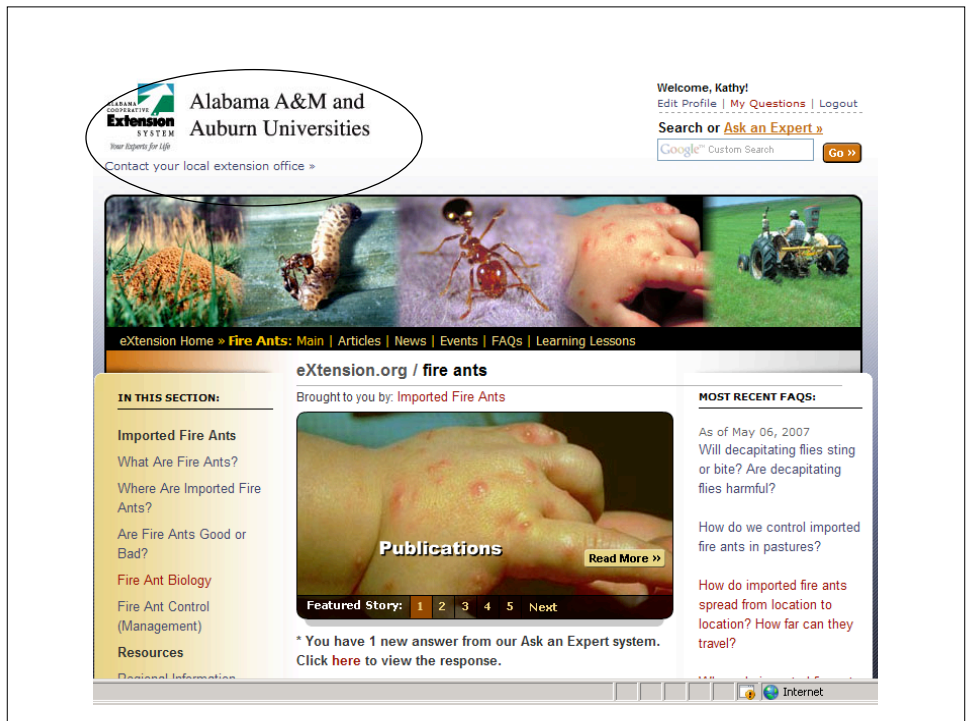 ALABAMA
COOPERATIVE
Extension
SYSTEM
Your Experts for Life
Alabama A&M and
Auburn Universities
Contact your local extension office »
Welcome, Kathy!
Edit Profile | My Questions | Logout
Search or Ask an Expert »
Google™ Custom Search
Go »
eXtension Home » Fire Ants: Main | Articles | News | Events | FAQs | Learning Lessons
IN THIS SECTION:
Imported Fire Ants
What Are Fire Ants?
Where Are Imported Fire
Ants?
Are Fire Ants Good or
Bad?
Fire Ant Biology
Fire Ant Control
(Management)
Resources
Regional Information
eXtension.org / fire ants
Brought to you by: Imported Fire Ants
Publications
Read More »
Featured Story: 1 2 3 4 5 Next
* You have 1 new answer from our Ask an Expert system.
Click here to view the response.
MOST RECENT FAQS:
As of May 06, 2007
Will decapitating flies sting
or bite? Are decapitating
flies harmful?
How do we control imported
fire ants in pastures?
How do imported fire ants
spread from location to
location? How far can they
travel?
Internet